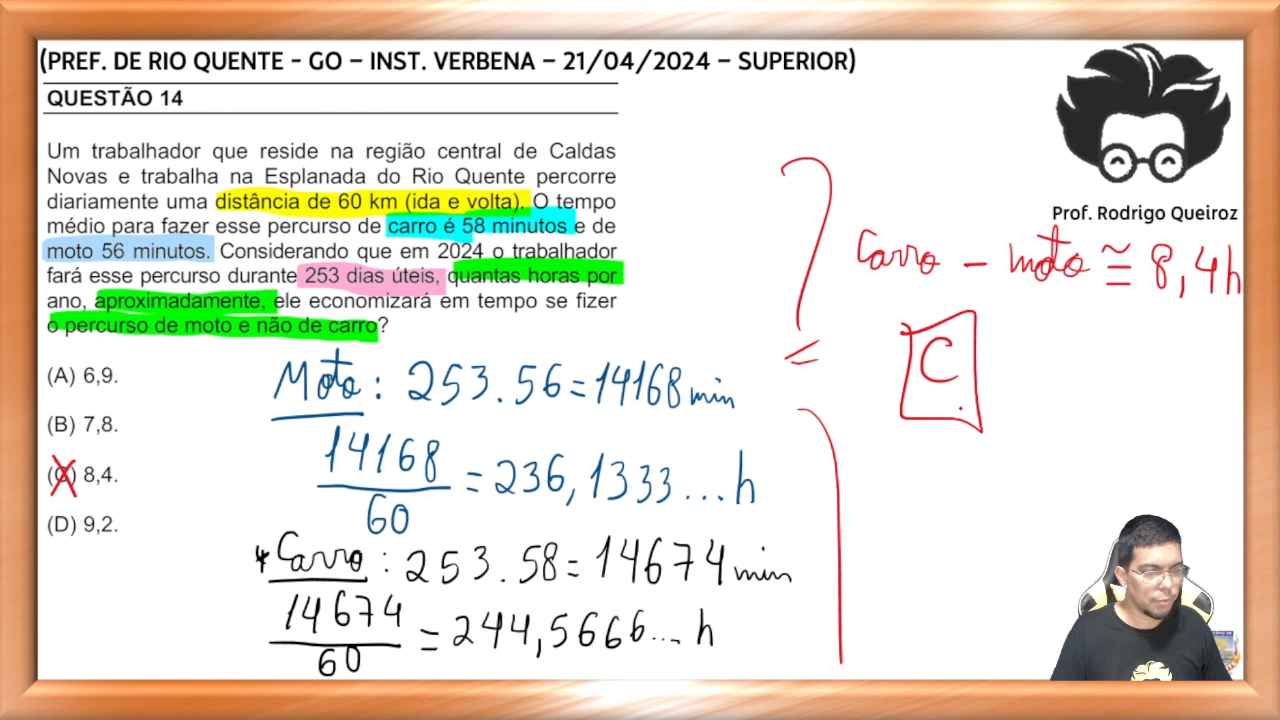 (PREF. DE RIO QUENTE - GO – INST. VERBENA – 21/04/2024 – SUPERIOR)
QUESTÃO 14
Um trabalhador que reside na região central de Caldas
Novas e trabalha na Esplanada do Rio Quente percorre
diariamente uma distância de 60 km (ida e volta). O tempo
médio para fazer esse percurso de carro é 58 minutos e de
moto 56 minutos. Considerando que em 2024 o trabalhador
fará esse percurso durante 253 dias úteis, quantas horas por
ano, aproximadamente, ele economizará em tempo se fizer
o percurso de moto e não de carro?
(A) 6,9.
(B) 7,8.
(C) 8,4.
(D) 9,2.
Moto: 253.56=14168min
14168
60
=236,1333...h
*Carro: 253.58=14674min
14674
60
=244,5666...h
Prof. Rodrigo Queiroz
Carro - moto ≅ 8,4h
=
C